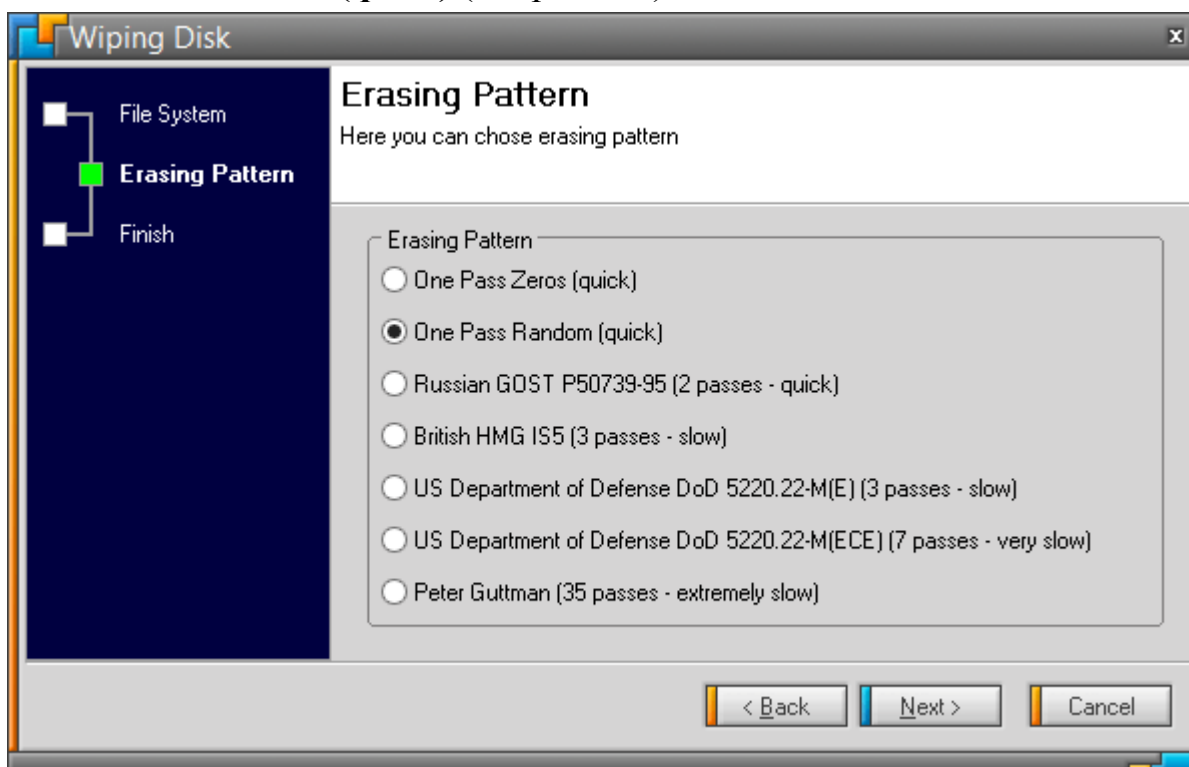 Wiping Disk
x
File System
Erasing Pattern
Finish
Erasing Pattern
Here you can chose erasing pattern
Erasing Pattern
One Pass Zeros (quick)
One Pass Random (quick)
Russian GOST P50739-95 (2 passes - quick)
British HMG IS5 (3 passes - slow)
US Department of Defense DoD 5220.22-M(E) (3 passes - slow)
US Department of Defense DoD 5220.22-M(ECE) (7 passes - very slow)
Peter Guttman (35 passes - extremely slow)
< Back Next > Cancel